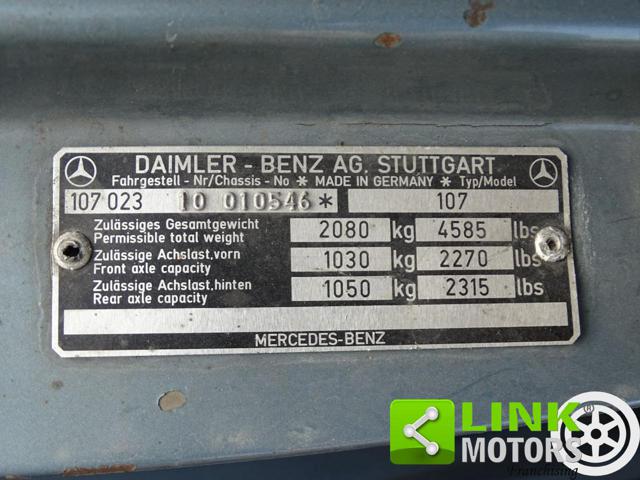 DAIMLER - BENZ AG. STUTTGART
Fahrgestell - Nr/Chassis - No * MADE IN GERMANY * Typ/Model
107 023 10 010546* 107
Zulässiges Gesamtgewicht
Permissible total weight 2080 kg 4585 lbs
Zulässige Achslast,vorn
Front axle capacity 1030 kg 2270 lbs
Zulässige Achslast,hinten
Rear axle capacity 1050 kg 2315 lbs
MERCEDES-BENZ
LINK
MOTORS
Franchising